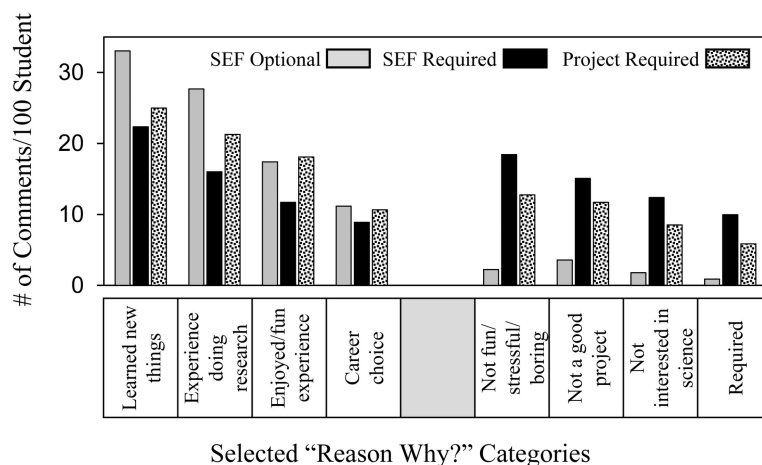 SEF Optional SEF Required Project Required
# of Comments/100 Student
30
20
10
0
Learned new
things
Experience
doing
research
Enjoyed/fun
experience
Career
choice
Not fun/
stressful/
boring
Not a good
project
Not
interested in
science
Required
Selected “Reason Why?” Categories